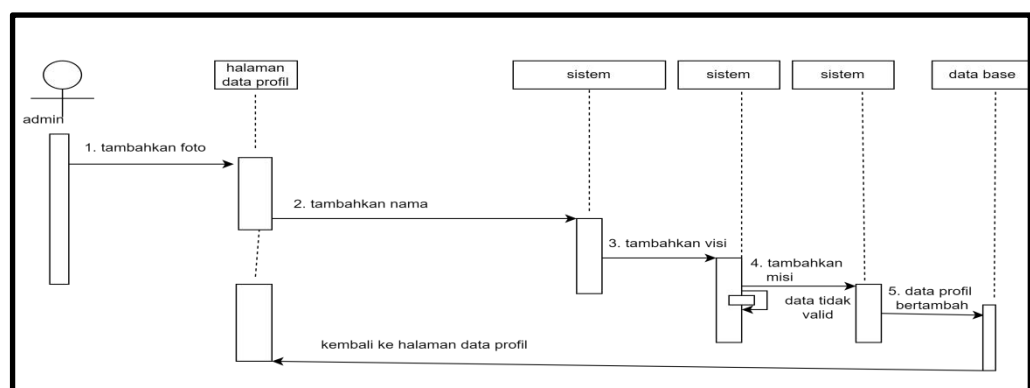 halaman
data profil
sistem
sistem
sistem
data base
admin
1. tambahkan foto
2. tambahkan nama
3. tambahkan visi
4. tambahkan
misi
data tidak
valid
5. data profil
bertambah
kembali ke halaman data profil